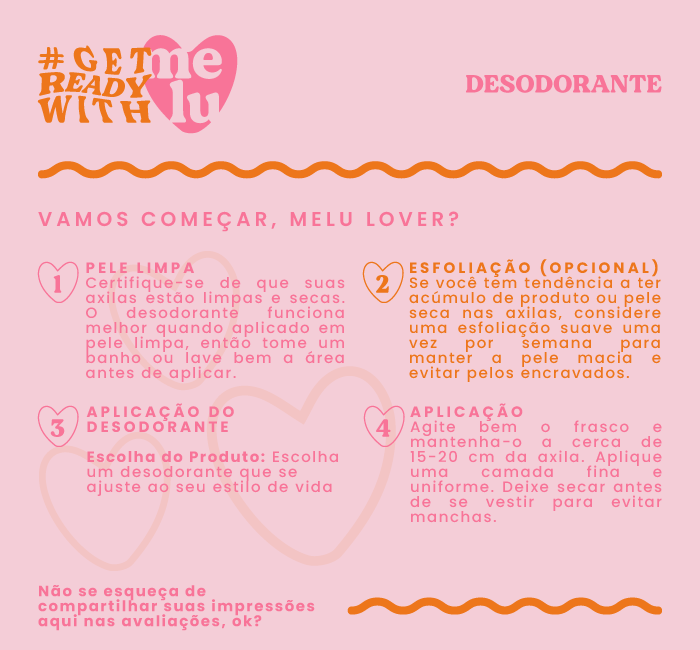 #GET
READY
WITH
me
lu
DESODORANTE
VAMOS COMEÇAR, MELU LOVER?
1
PELE LIMPA
Certifique-se de que suas
axilas estão limpas e secas.
O desodorante funciona
melhor quando aplicado em
pele limpa, então tome um
banho ou lave bem a área
antes de aplicar.
2
ESFOLIAÇÃO (OPCIONAL)
Se você tem tendência a ter
acúmulo de produto ou pele
seca nas axilas, considere
uma esfoliação suave uma
vez por semana para
manter a pele macia e
evitar pelos encravados.
3
APLICAÇÃO DO
DESODORANTE
Escolha do Produto: Escolha
um desodorante que se
ajuste ao seu estilo de vida
4
APLICAÇÃO
Agite bem o frasco e
mantenha-o a cerca de
15-20 cm da axila. Aplique
uma camada fina e
uniforme. Deixe secar antes
de se vestir para evitar
manchas.
Não se esqueça de
compartilhar suas impressões
aqui nas avaliações, ok?